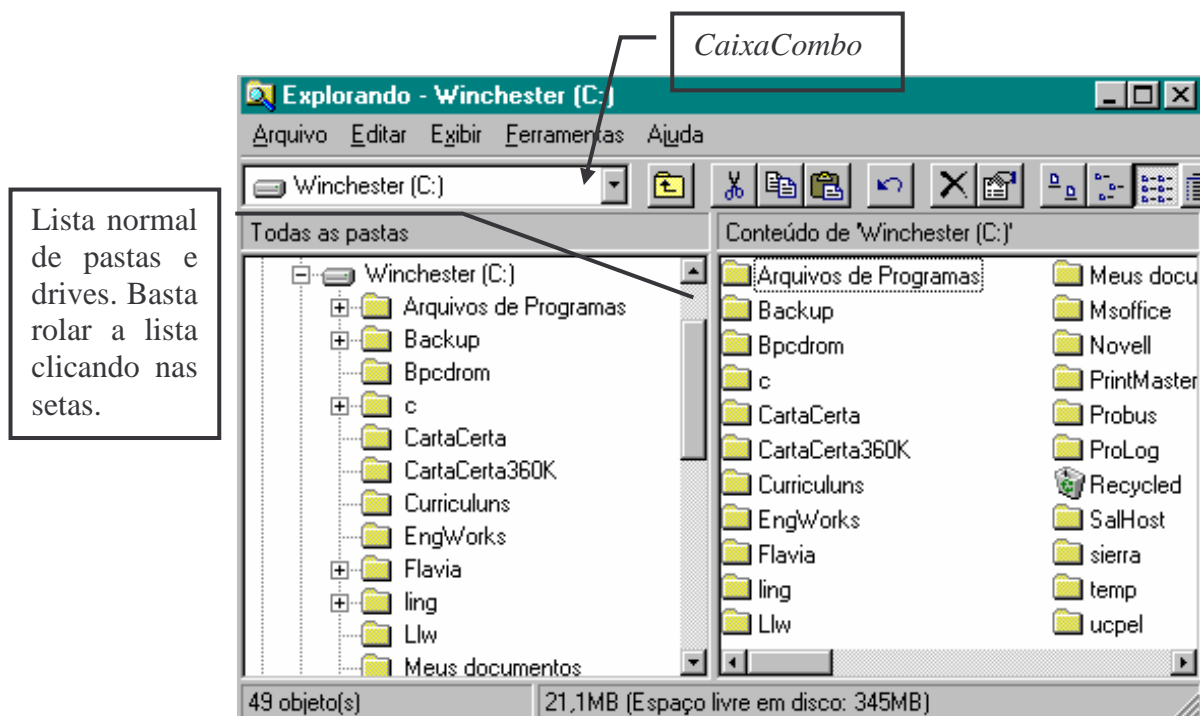 CaixaCombo
Explorando - Winchester (C:)
Arquivo Editar Exibir Ferramentas Ajuda
Winchester (C:)
Lista normal
de pastas e
drives. Basta
rolar a lista
clicando nas
setas.
Todas as pastas
Winchester (C:)
Arquivos de Programas
Backup
Bpcdrom
c
CartaCerta
CartaCerta360K
Curriculuns
EngWorks
Flavia
ling
Llw
Meus documentos
Conteúdo de 'Winchester (C:)'
Arquivos de Programas
Backup
Bpcdrom
c
CartaCerta
CartaCerta360K
Curriculuns
EngWorks
Flavia
ling
Llw
Meus docu
Msoffice
Novell
PrintMaster
Probus
ProLog
Recycled
SalHost
sierra
temp
ucpel
49 objeto(s)
21,1MB (Espaço livre em disco: 345MB)